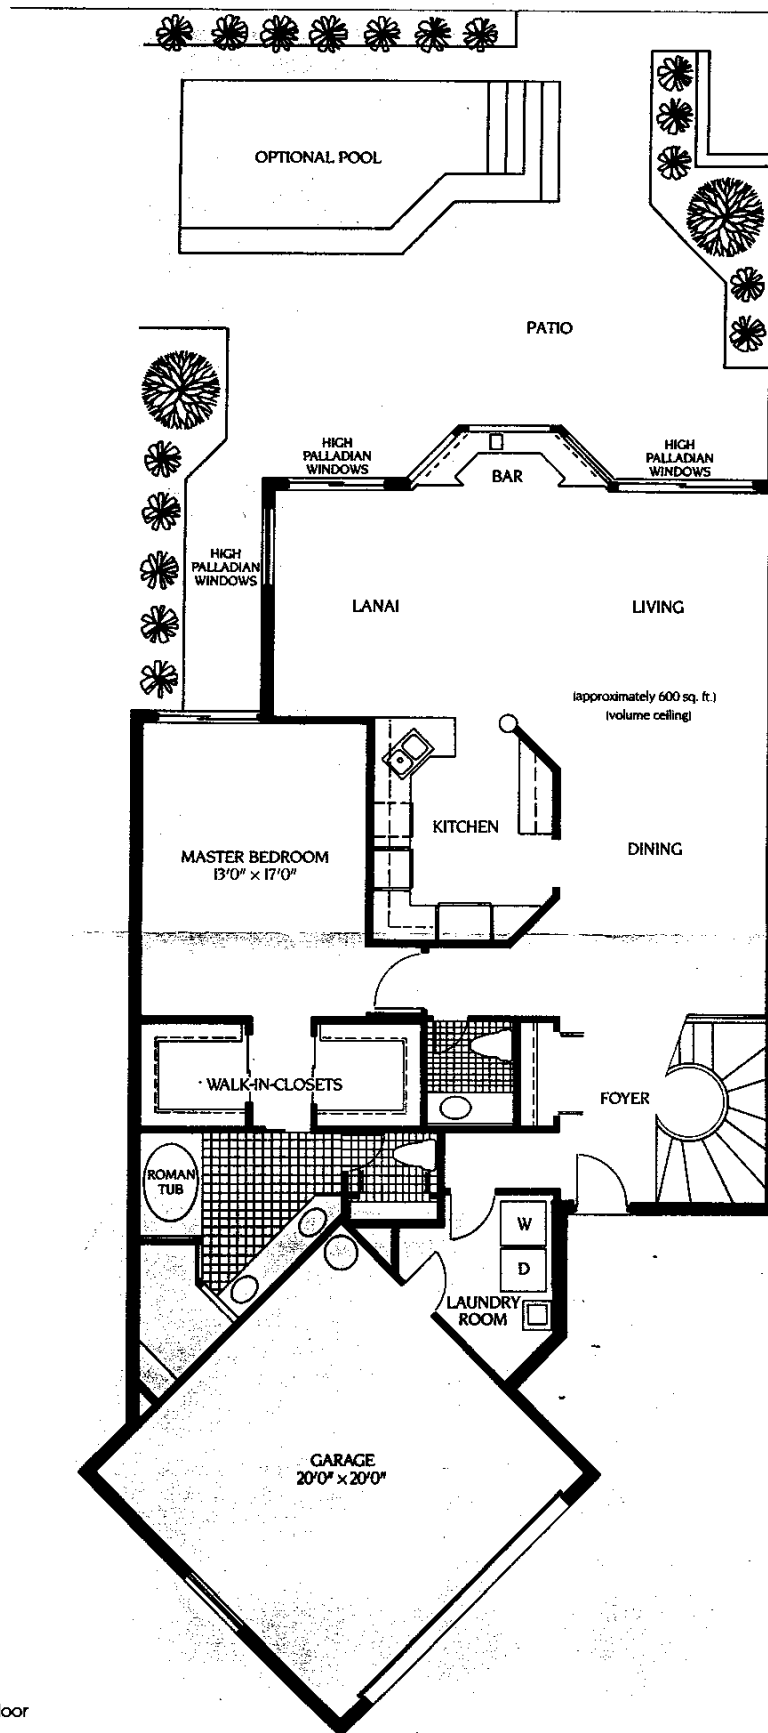 OPTIONAL POOL
PATIO
HIGH
PALLADIAN
WINDOWS
HIGH
PALLADIAN
WINDOWS
BAR
HIGH
PALLADIAN
WINDOWS
LANAI
LIVING
(approximately 600 sq. ft.)
(volume ceiling)
KITCHEN
DINING
MASTER BEDROOM
13'0" × 17'0"
WALK-IN-CLOSETS
FOYER
ROMAN
TUB
W
D
LAUNDRY
ROOM
GARAGE
20'0" × 20'0"
loor